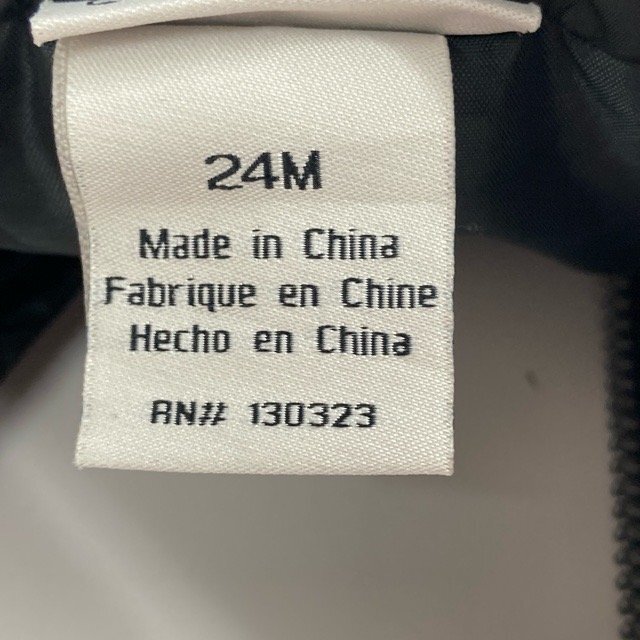 24M
Made in China
Fabrique en Chine
Hecho en China
RN# 130323